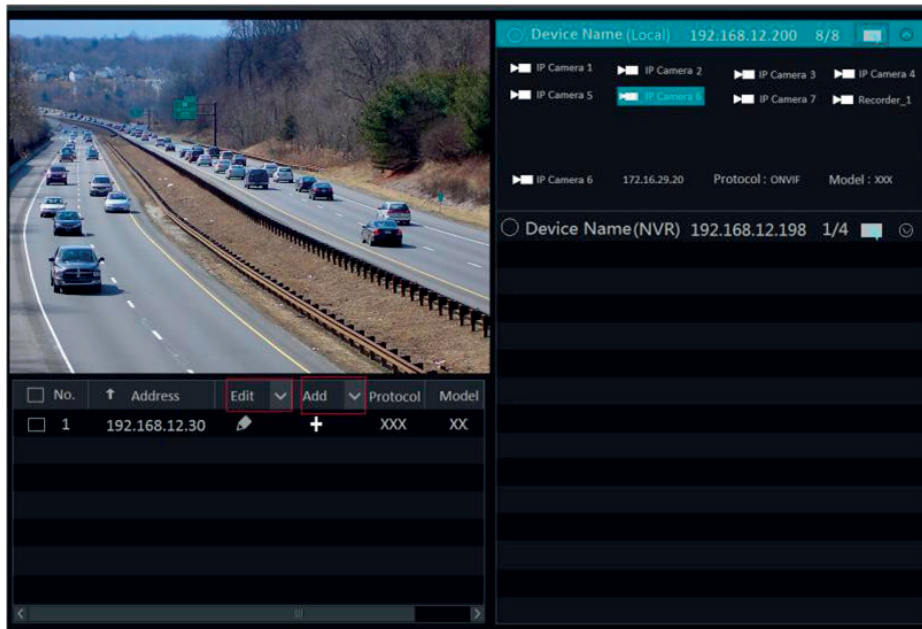 Device Name (Local) 192.168.12.200 8/8
IP Camera 1 IP Camera 2 IP Camera 3 IP Camera 4
IP Camera 5 IP Camera 6 IP Camera 7 Recorder_1
IP Camera 6 172.16.29.20 Protocol : ONVIF Model : XXX
Device Name(NVR) 192.168.12.198 1/4
No. Address Edit Add Protocol Model
1 192.168.12.30 XXX XX